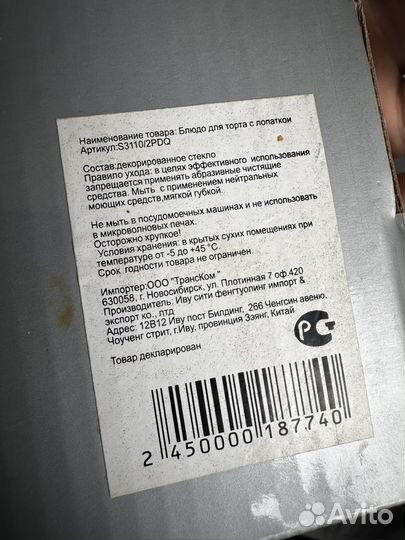 Наименование товара: Блюдо для торта с лопаткой
Артикул:S3110/2PDQ
Состав:декорированное стекло
Правило ухода: в целях эффективного использования
запрещается применять абразивные чистящие
средства. Мыть с применением нейтральных
моющих средств,мягкой губкой.
Не мыть в посудомоечных машинах и не использовать
в микроволновых печах.
Осторожно хрупкое!
Условия хранения: в крытых сухих помещениях при
температуре от -5 до +45 °С.
Срок годности товара не ограничен.
Импортер:ООО "ТрансКом "
630058, г. Новосибирск, ул. Плотинная 7 оф.420
Производитель: Иву сити фенгтуолинг импорт &
экспорт ко., лтд
Адрес: 12В12 Иву пост Билдинг, 266 Ченгсин авеню,
Чоученг стрит, г.Иву, провинция Зэянг, Китай
Товар декларирован
РС
2 450000 187740
Avito